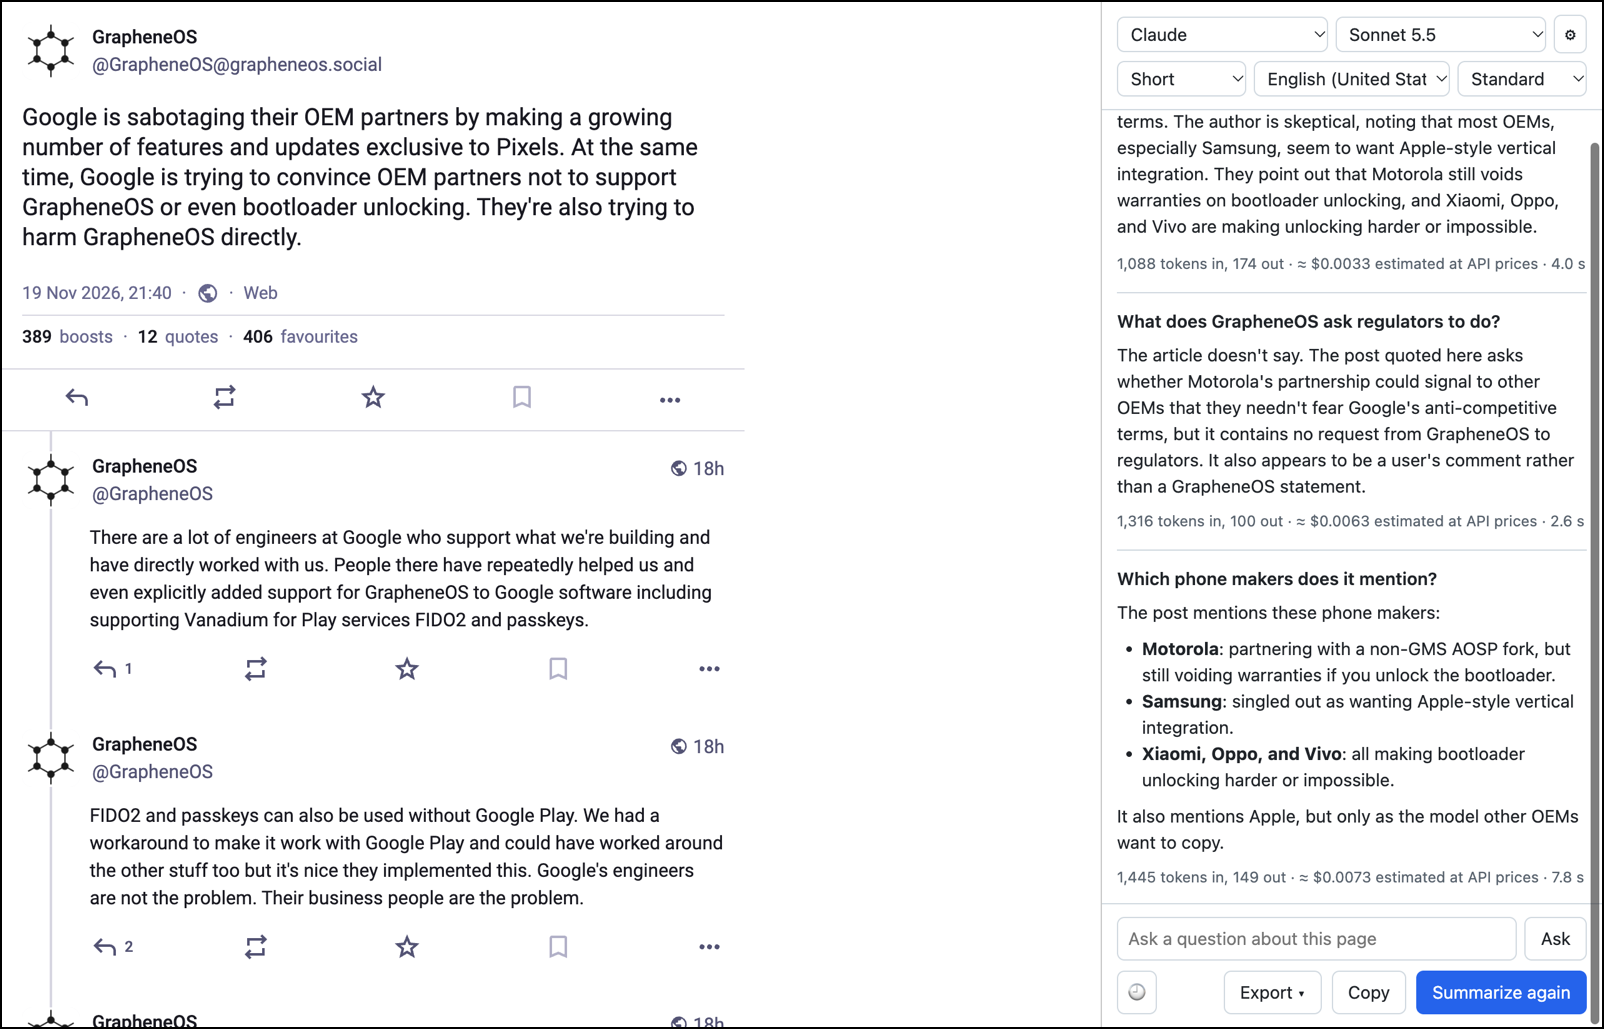 GrapheneOS
@GrapheneOS@grapheneos.social
Google is sabotaging their OEM partners by making a growing
number of features and updates exclusive to Pixels. At the same
time, Google is trying to convince OEM partners not to support
GrapheneOS or even bootloader unlocking. They're also trying to
harm GrapheneOS directly.
19 Nov 2026, 21:40 · Web
389 boosts · 12 quotes · 406 favourites
GrapheneOS
18h
@GrapheneOS
There are a lot of engineers at Google who support what we're building and
have directly worked with us. People there have repeatedly helped us and
even explicitly added support for GrapheneOS to Google software including
supporting Vanadium for Play services FIDO2 and passkeys.
1
GrapheneOS
18h
@GrapheneOS
FIDO2 and passkeys can also be used without Google Play. We had a
workaround to make it work with Google Play and could have worked around
the other stuff too but it's nice they implemented this. Google's engineers
are not the problem. Their business people are the problem.
2
GrapheneOS
18h
Claude
Sonnet 5.5
Short
English (United Stat
Standard
terms. The author is skeptical, noting that most OEMs,
especially Samsung, seem to want Apple-style vertical
integration. They point out that Motorola still voids
warranties on bootloader unlocking, and Xiaomi, Oppo,
and Vivo are making unlocking harder or impossible.
1,088 tokens in, 174 out · ≈ $0.0033 estimated at API prices · 4.0 s
What does GrapheneOS ask regulators to do?
The article doesn't say. The post quoted here asks
whether Motorola's partnership could signal to other
OEMs that they needn't fear Google's anti-competitive
terms, but it contains no request from GrapheneOS to
regulators. It also appears to be a user's comment rather
than a GrapheneOS statement.
1,316 tokens in, 100 out · ≈ $0.0063 estimated at API prices · 2.6 s
Which phone makers does it mention?
The post mentions these phone makers:
• Motorola: partnering with a non-GMS AOSP fork, but
still voiding warranties if you unlock the bootloader.
• Samsung: singled out as wanting Apple-style vertical
integration.
• Xiaomi, Oppo, and Vivo: all making bootloader
unlocking harder or impossible.
It also mentions Apple, but only as the model other OEMs
want to copy.
1,445 tokens in, 149 out · ≈ $0.0073 estimated at API prices · 7.8 s
Ask a question about this page
Ask
Export
Copy
Summarize again